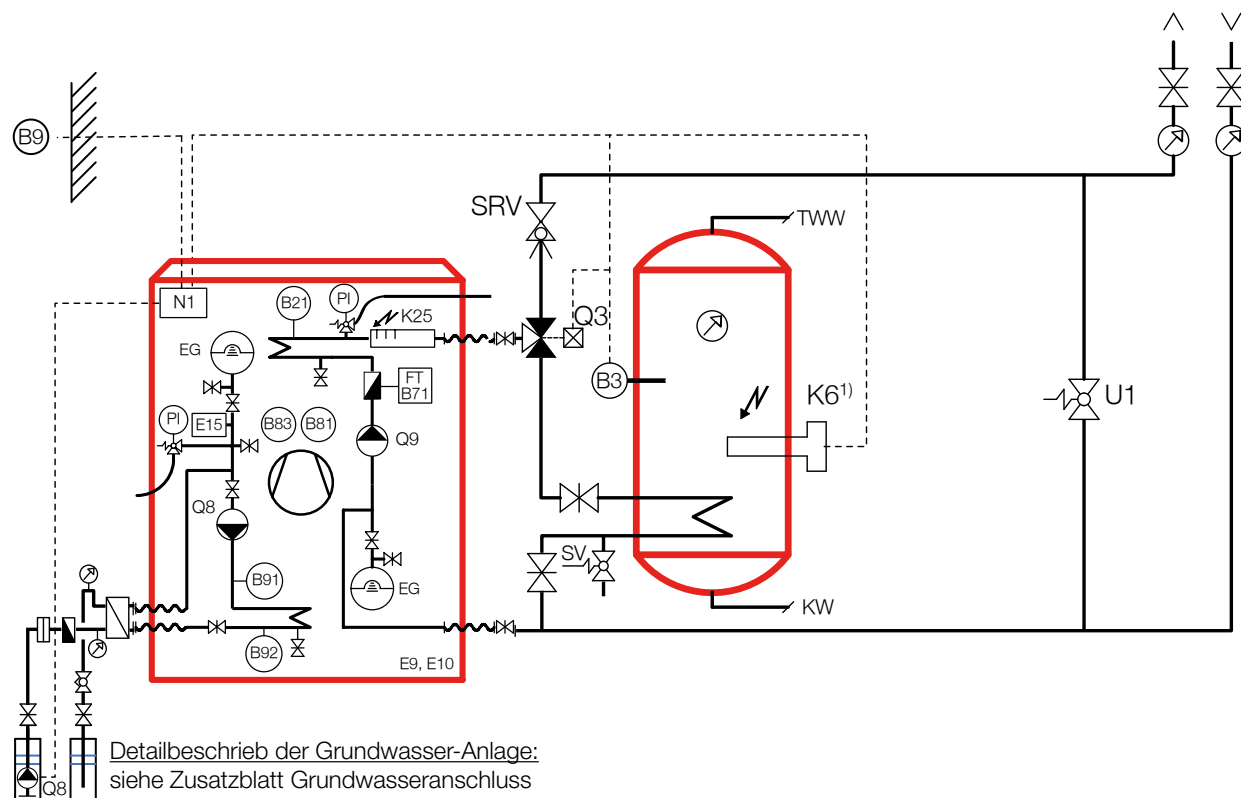 B9
SRV
TWW
N1
B21
PI
K25
Q3
EG
FT
B71
B3
K6¹⁾
U1
PI
E15
B83
B81
Q9
Q8
SV
B91
EG
KW
B92
E9, E10
Detailbeschrieb der Grundwasser-Anlage:
siehe Zusatzblatt Grundwasseranschluss
Q8